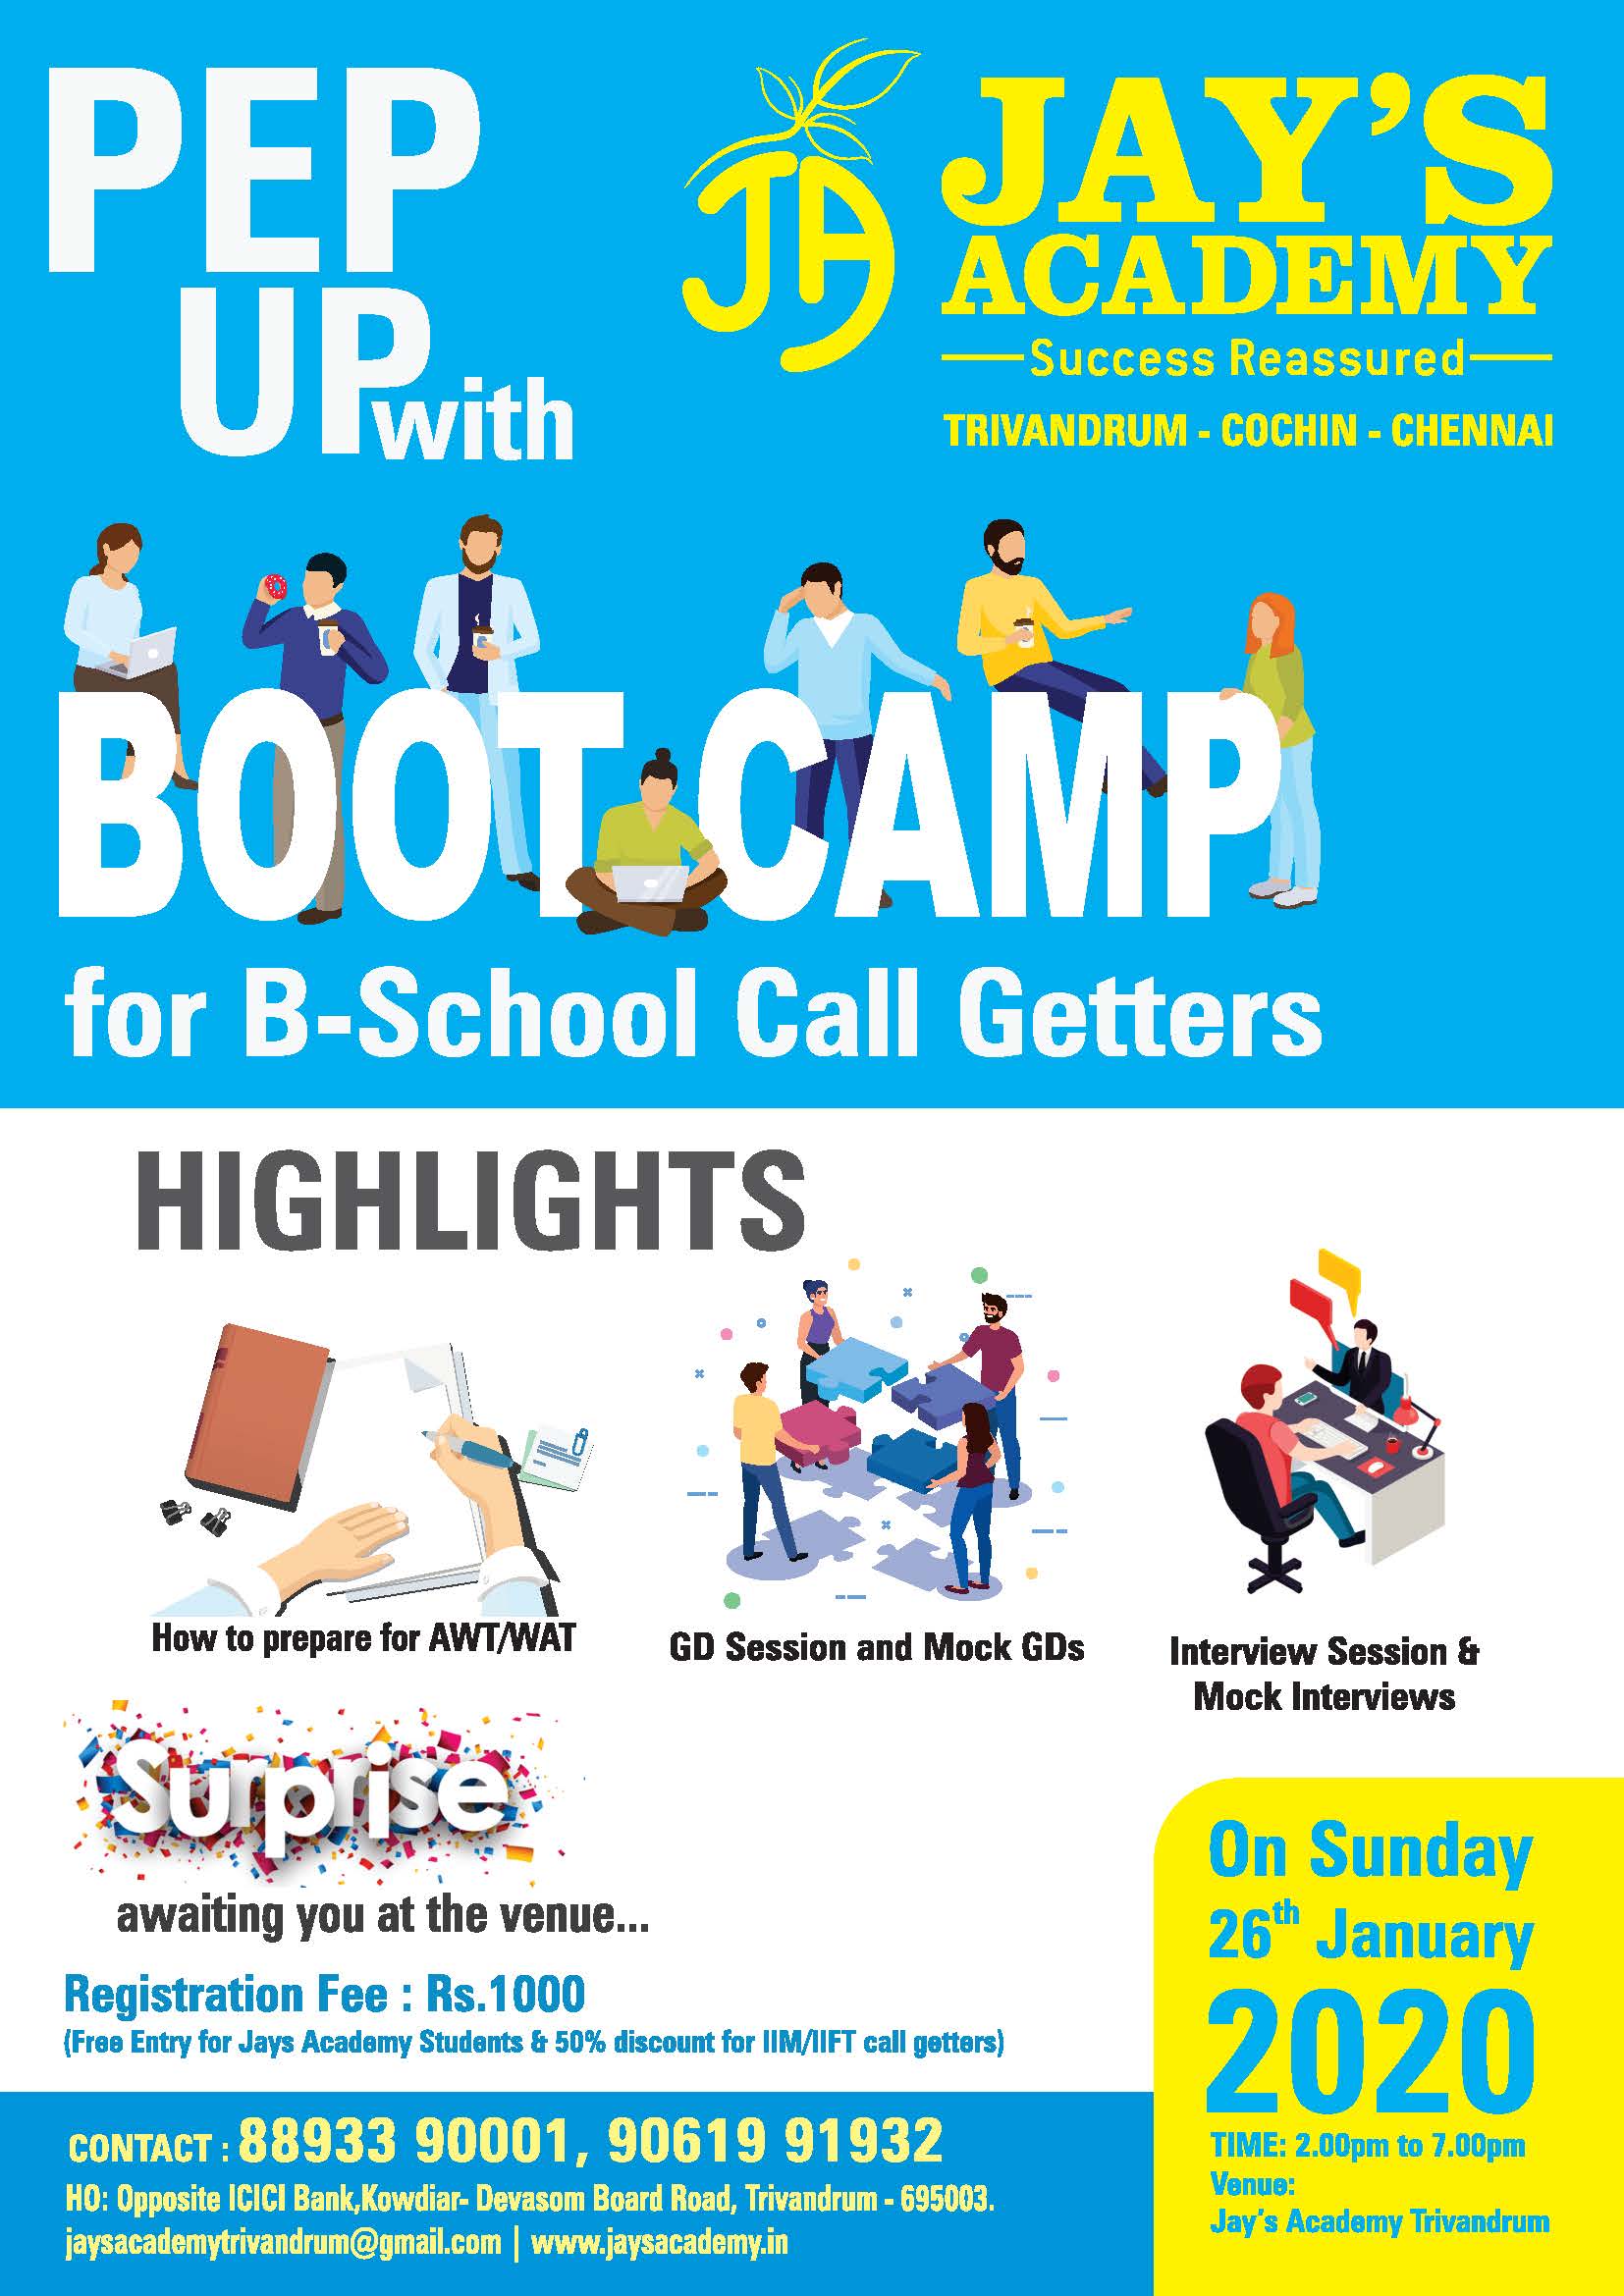 PEP
UP with
JA
JAY'S
ACADEMY
Success Reassured
TRIVANDRUM - COCHIN - CHENNAI
BOOT CAMP
for B-School Call Getters
HIGHLIGHTS
How to prepare for AWT/WAT
GD Session and Mock GDs
Interview Session &
Mock Interviews
Surprise
awaiting you at the venue...
Registration Fee : Rs.1000
(Free Entry for Jays Academy Students & 50% discount for IIM/IIFT call getters)
On Sunday
26th January
2020
TIME: 2.00pm to 7.00pm
Venue:
Jay's Academy Trivandrum
CONTACT : 88933 90001, 90619 91932
HO: Opposite ICICI Bank,Kowdiar- Devasom Board Road, Trivandrum - 695003.
jaysacademytrivandrum@gmail.com | www.jaysacademy.in